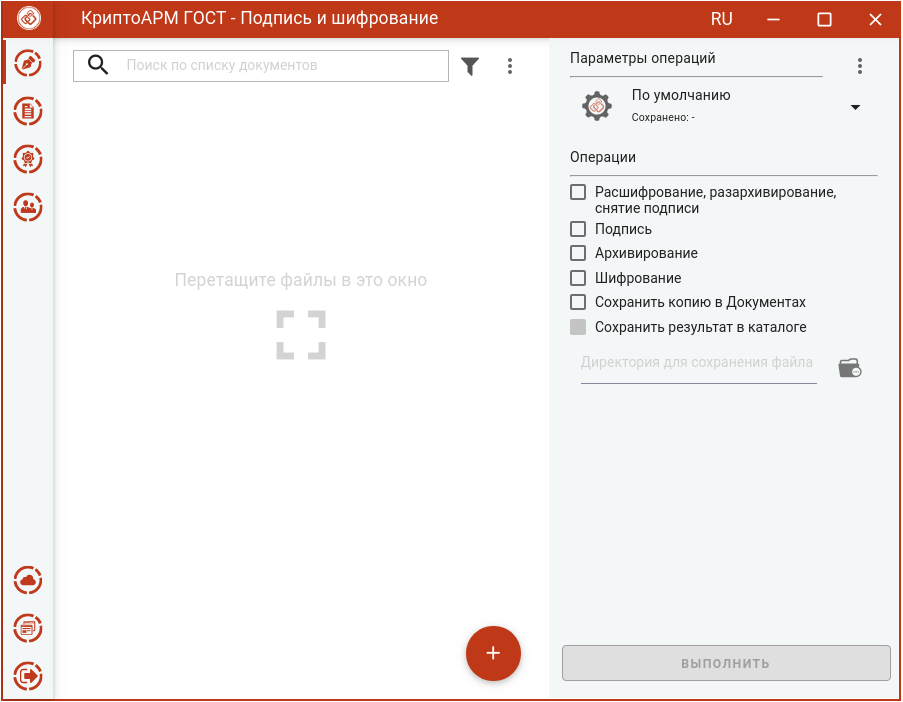 КриптоАРМ ГОСТ - Подпись и шифрование
RU
Поиск по списку документов
Перетащите файлы в это окно
+
Параметры операций
По умолчанию
Сохранено: -
Операции
Расшифрование, разархивирование,
снятие подписи
Подпись
Архивирование
Шифрование
Сохранить копию в Документах
Сохранить результат в каталоге
Директория для сохранения файла
ВЫПОЛНИТЬ